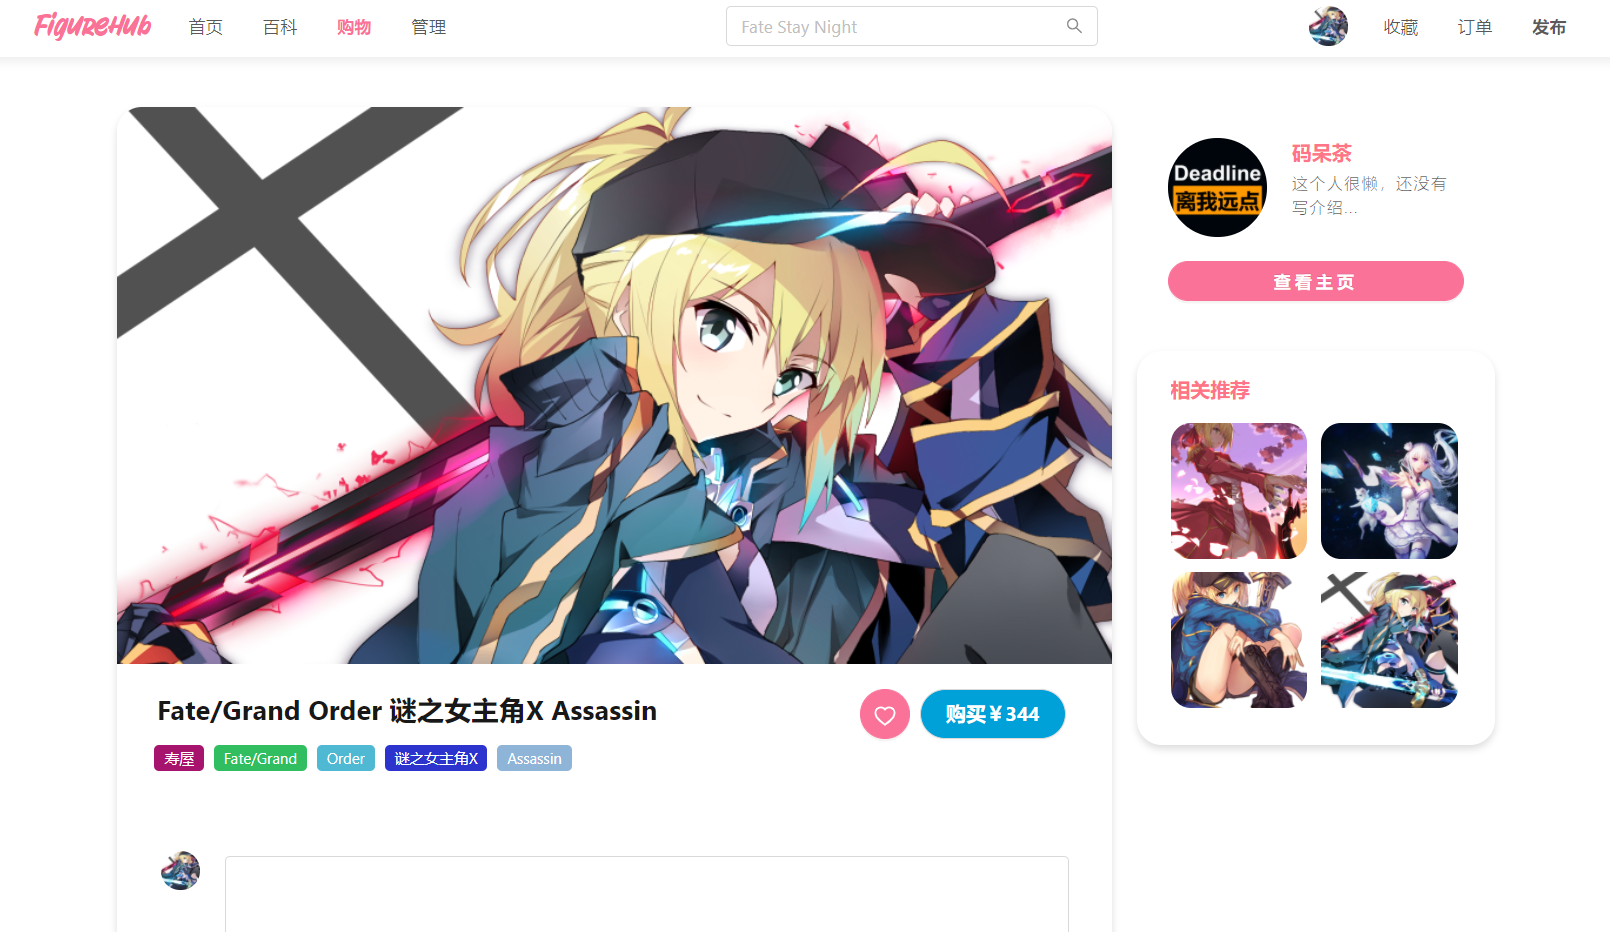 FigureHub 首页 百科 购物 管理 Fate Stay Night 收藏 订单 发布
Deadline
离我远点
码呆茶
这个人很懒，还没有
写介绍...
查看主页
相关推荐
Fate/Grand Order 谜之女主角X Assassin
购买￥344
寿屋 Fate/Grand Order 谜之女主角X Assassin